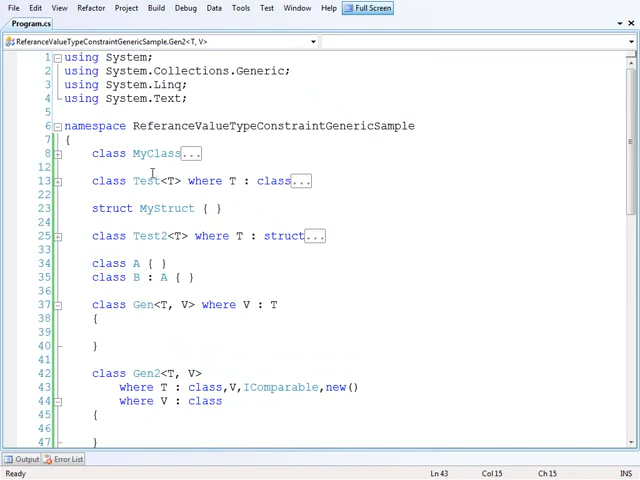 File Edit View Refactor Project Build Debug Data Tools Test Window Help Full Screen
Program.cs
ReferanceValueTypeConstraintGenericSample.Gen2<T, V>
1 using System;
2 using System.Collections.Generic;
3 using System.Linq;
4 using System.Text;
5
6 namespace ReferanceValueTypeConstraintGenericSample
7 {
8 class MyClass...
12
13 class Test<T> where T : class...
22
23 struct MyStruct { }
24
25 class Test2<T> where T : struct...
33
34 class A { }
35 class B : A { }
36
37 class Gen<T, V> where V : T
38 {
39
40 }
41
42 class Gen2<T, V>
43 where T : class,V,IComparable,new()
44 where V : class
45 {
46
47 }
Output Error List
Ready Ln 43 Col 15 Ch 15 INS